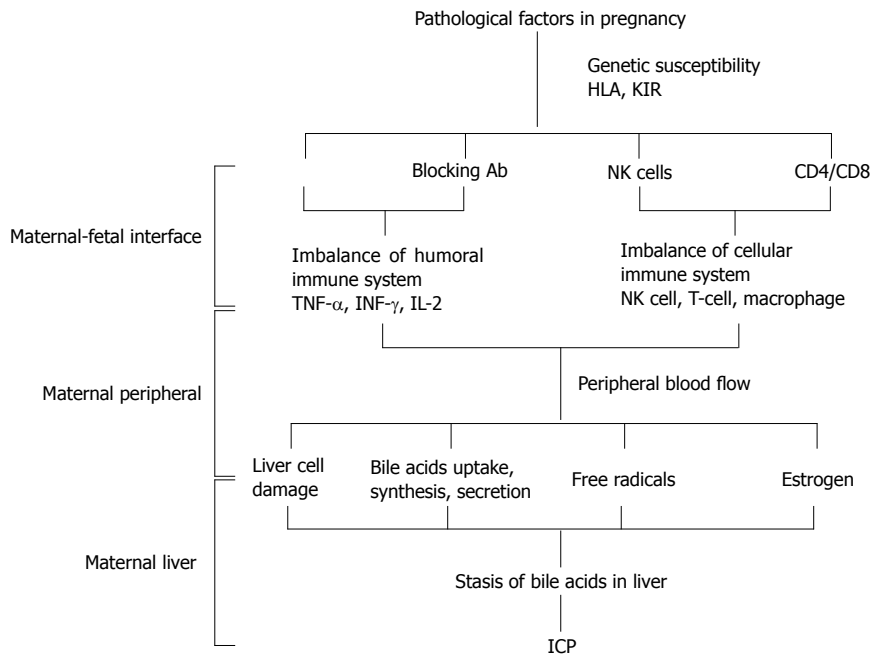 Pathological factors in pregnancy
Genetic susceptibility
HLA, KIR
Blocking Ab
NK cells
CD4/CD8
Maternal-fetal interface
Imbalance of humoral
immune system
TNF-α, INF-γ, IL-2
Imbalance of cellular
immune system
NK cell, T-cell, macrophage
Maternal peripheral
Peripheral blood flow
Liver cell
damage
Bile acids uptake,
synthesis, secretion
Free radicals
Estrogen
Maternal liver
Stasis of bile acids in liver
ICP